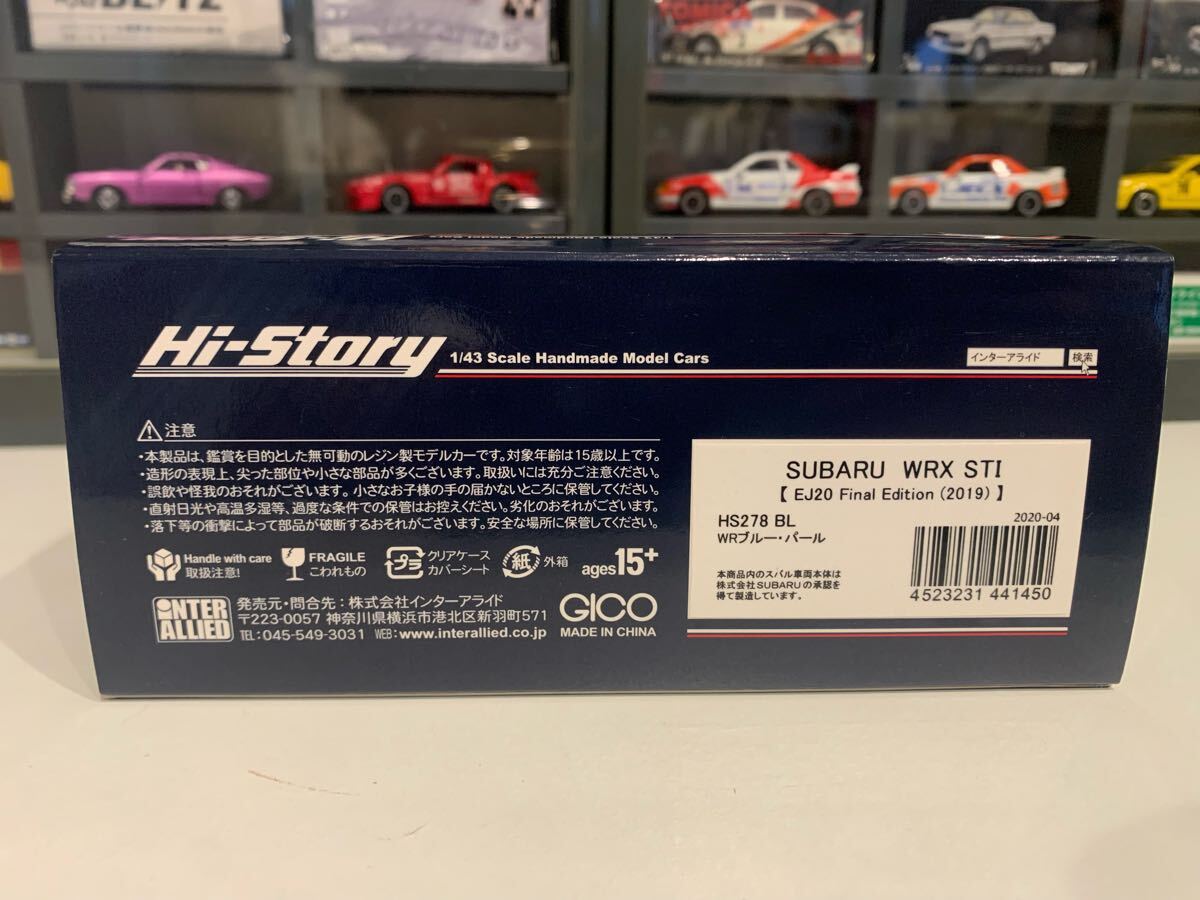 TOMICA
Hi-Story
1/43 Scale Handmade Model Cars
インターアライド 検索
注意
・本製品は、鑑賞を目的とした無可動のレジン製モデルカーです。対象年齢は15歳以上です。
・造形の表現上、尖った部位や小さな部品が多くございます。取扱いには充分ご注意ください。
・誤飲や怪我のおそれがございます。小さなお子様の手の届かないところに保管してください。
・直射日光や高温多湿等、過度な条件での保管はお控えください。劣化のおそれがございます。
・落下等の衝撃によって部品が破断するおそれがございます。安全な場所に保管してください。
Handle with care
取扱注意!
FRAGILE
こわれもの
プラ
クリアケース
カバーシート
紙 外箱
ages15+
INTER
ALLIED
発売元・問合先：株式会社インターアライド
〒223-0057 神奈川県横浜市港北区新羽町571
TEL:045-549-3031 WEB:www.interallied.co.jp
GICO
MADE IN CHINA
SUBARU WRX STI
【 EJ20 Final Edition (2019) 】
HS278 BL
2020-04
WRブルー・パール
本商品内のスバル車両本体は
株式会社SUBARUの承認を
得て製造しています。
4523231 441450